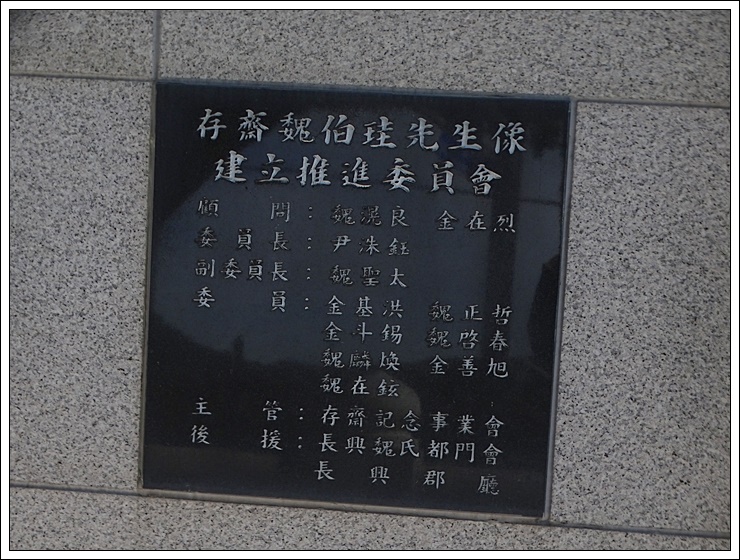 存齋魏伯珪先生像
建立推進委員會
顧問：魏滉良 金在烈
委員長：尹洙鈺
副委員長：魏聖太
委員：金基洪 魏正哲
金斗錫 魏啓春
魏麟煥 金善旭
魏在鉉
主管：存齋記念事業會
後援：長興魏氏都門會
長興郡廳